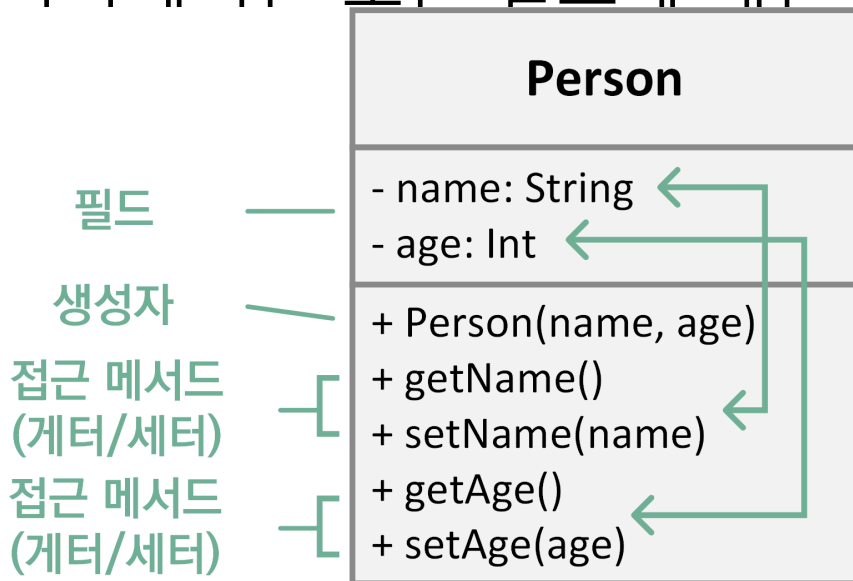 Person
필드
- name: String
- age: Int
생성자
+ Person(name, age)
접근 메서드
(게터/세터)
+ getName()
+ setName(name)
접근 메서드
(게터/세터)
+ getAge()
+ setAge(age)